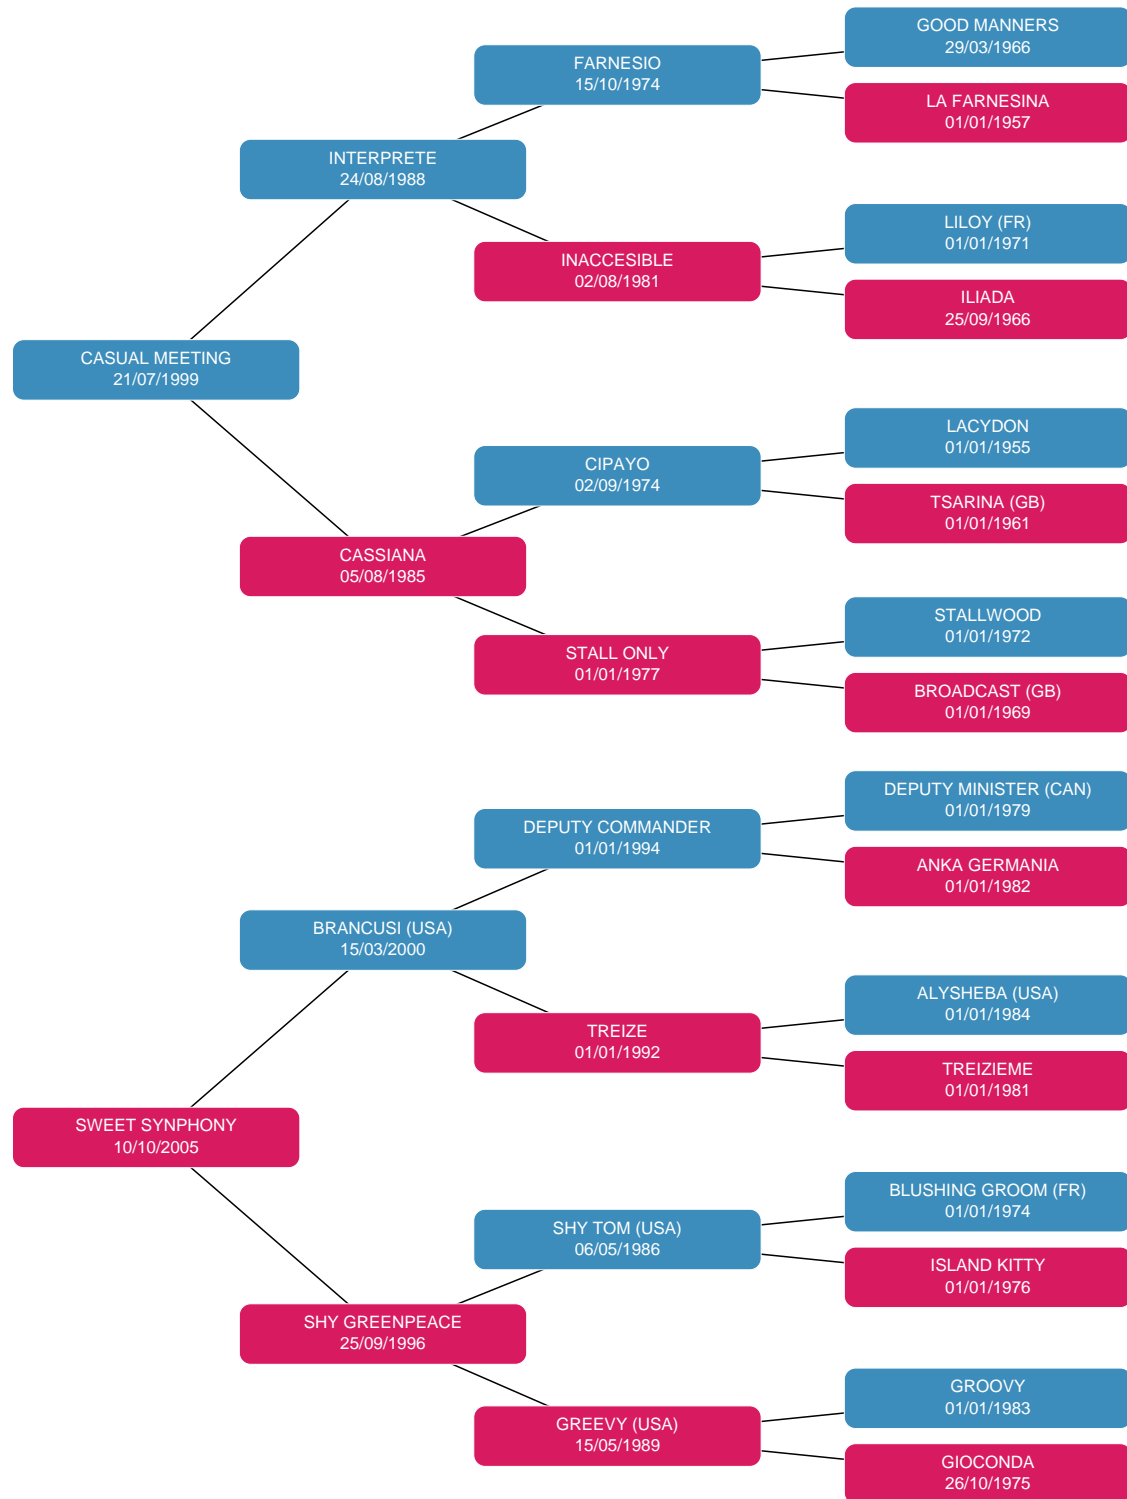 GOOD MANNERS
29/03/1966
FARNESIO
15/10/1974
LA FARNESINA
01/01/1957
INTERPRETE
24/08/1988
LILOY (FR)
01/01/1971
INACCESIBLE
02/08/1981
ILIADA
25/09/1966
CASUAL MEETING
21/07/1999
LACYDON
01/01/1955
CIPAYO
02/09/1974
TSARINA (GB)
01/01/1961
CASSIANA
05/08/1985
STALLWOOD
01/01/1972
STALL ONLY
01/01/1977
BROADCAST (GB)
01/01/1969
DEPUTY MINISTER (CAN)
01/01/1979
DEPUTY COMMANDER
01/01/1994
ANKA GERMANIA
01/01/1982
BRANCUSI (USA)
15/03/2000
ALYSHEBA (USA)
01/01/1984
TREIZE
01/01/1992
TREIZIEME
01/01/1981
SWEET SYNPHONY
10/10/2005
BLUSHING GROOM (FR)
01/01/1974
SHY TOM (USA)
06/05/1986
ISLAND KITTY
01/01/1976
SHY GREENPEACE
25/09/1996
GROOVY
01/01/1983
GREEVY (USA)
15/05/1989
GIOCONDA
26/10/1975